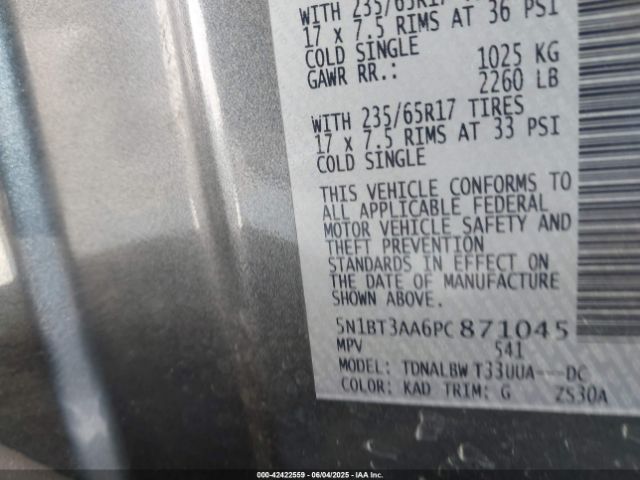 WITH 235/65R17
17 x 7.5 RIMS AT 36 PSI
COLD SINGLE
GAWR RR.: 1025 KG
2260 LB
WITH 235/65R17 TIRES
17 x 7.5 RIMS AT 33 PSI
COLD SINGLE
THIS VEHICLE CONFORMS TO
ALL APPLICABLE FEDERAL
MOTOR VEHICLE SAFETY AND
THEFT PREVENTION
STANDARDS IN EFFECT ON
THE DATE OF MANUFACTURE
SHOWN ABOVE.
5N1BT3AA6PC871045
MPV 541
MODEL: TDNALBW T33UUA---DC
COLOR: KAD TRIM: G ZS30A
000-42422559 | 06/04/2025 | IAAI.com